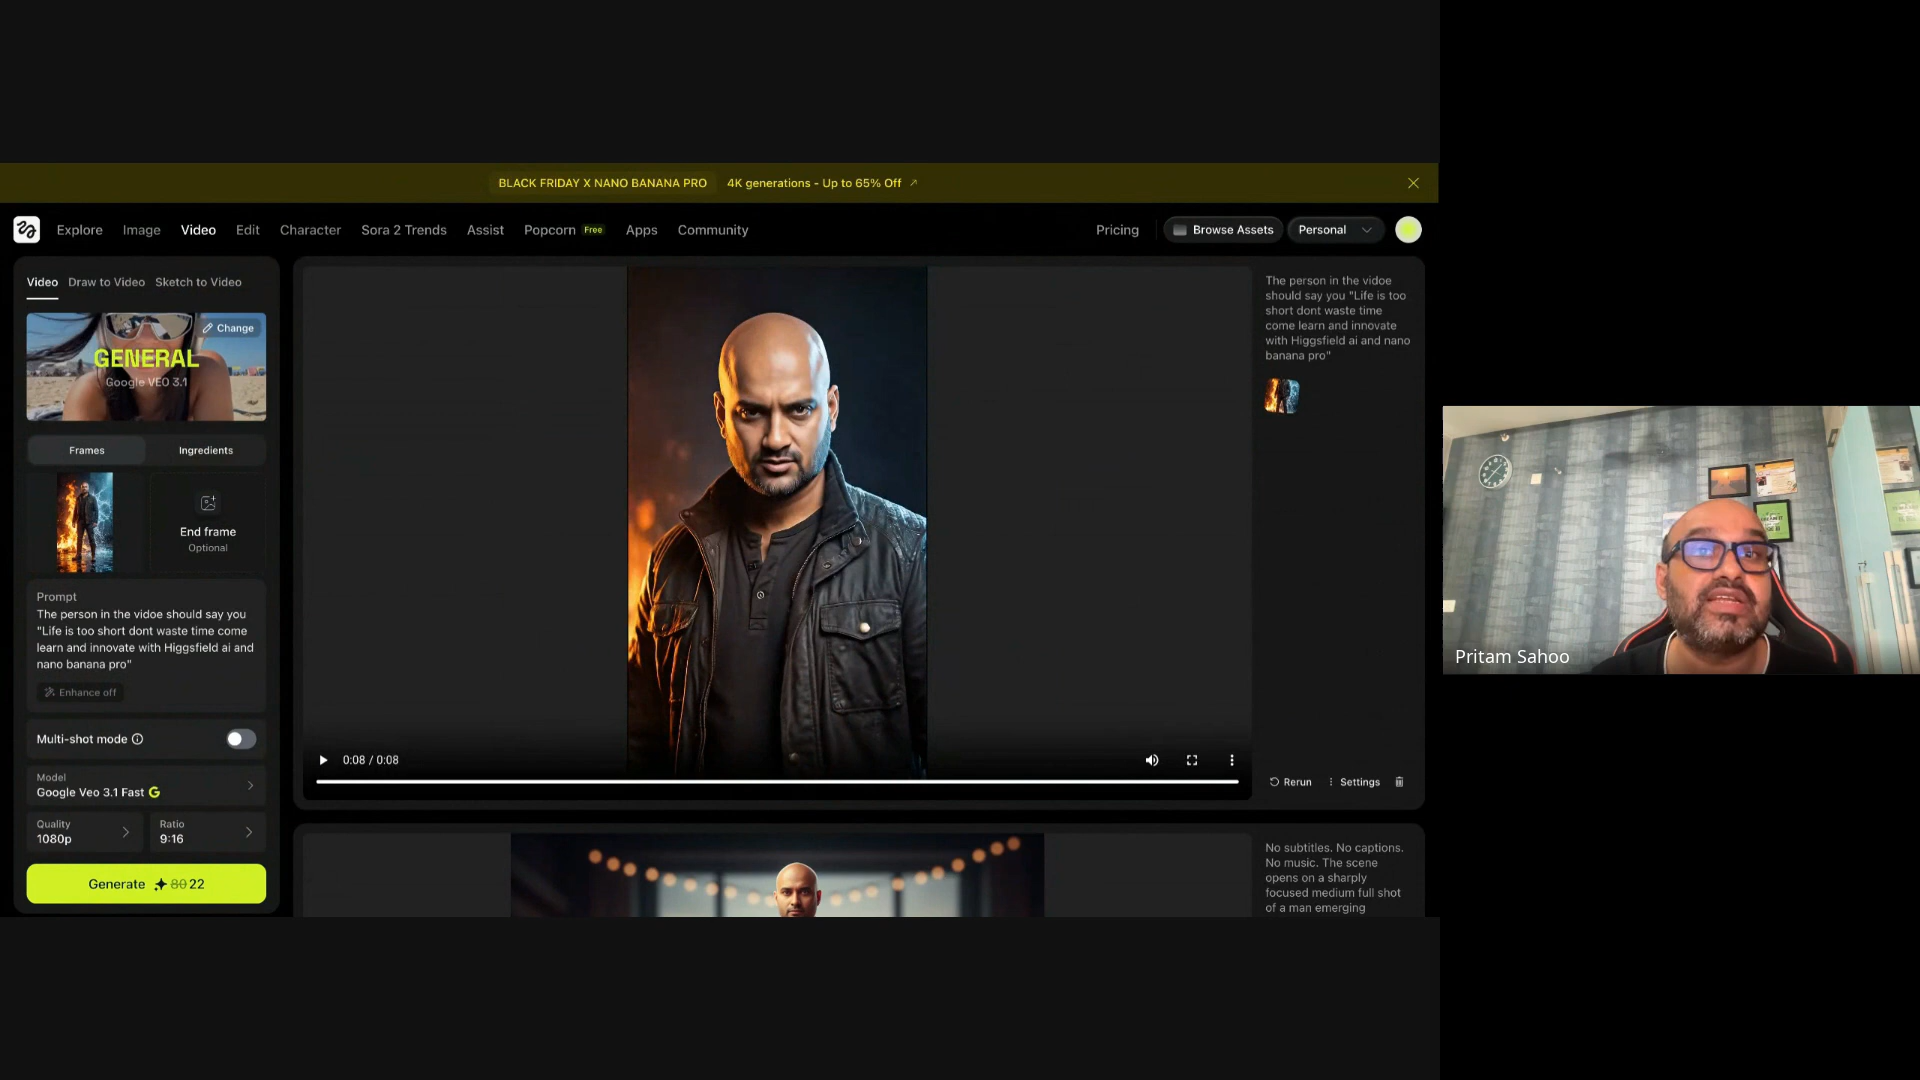 BLACK FRIDAY X NANO BANANA PRO 4K generations - Up to 65% Off
Explore Image Video Edit Character Sora 2 Trends Assist Popcorn Free Apps Community Pricing Browse Assets Personal
Video Draw to Video Sketch to Video
Change
GENERAL
Google VEO 3.1
Frames Ingredients
End frame
Optional
Prompt
The person in the vidoe should say you
"Life is too short dont waste time come
learn and innovate with Higgsfield ai and
nano banana pro"
Enhance off
Multi-shot mode
Model
Google Veo 3.1 Fast
Quality
1080p
Ratio
9:16
Generate 80 22
0:08 / 0:08
The person in the vidoe
should say you "Life is too
short dont waste time
come learn and innovate
with Higgsfield ai and nano
banana pro"
Rerun Settings
No subtitles. No captions.
No music. The scene
opens on a sharply
focused medium full shot
of a man emerging
Pritam Sahoo